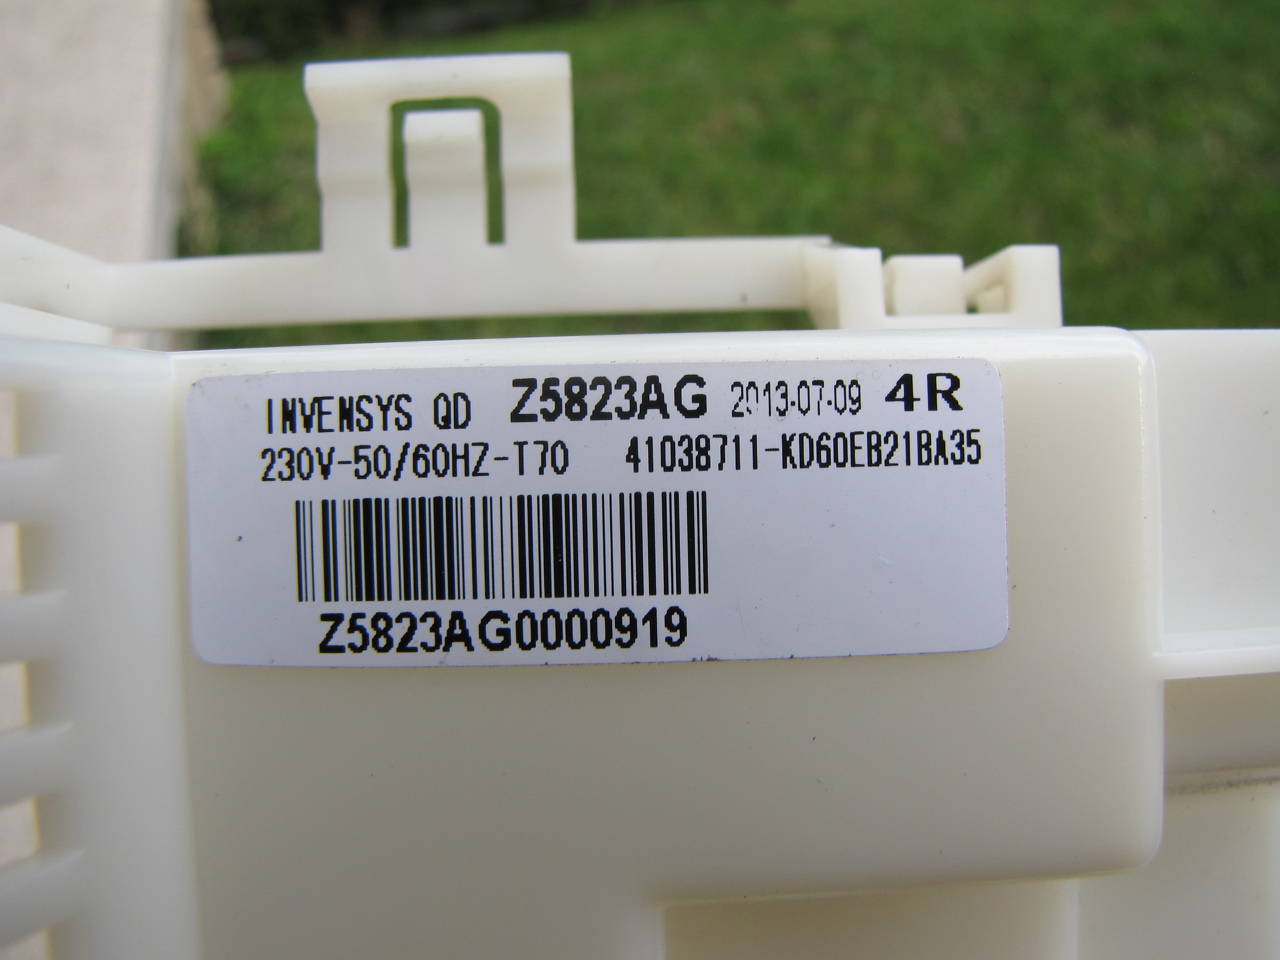 INVENSYS QD Z5823AG 2013-07-09 4R
230V-50/60HZ-T70 41038711-KD60EB21BA35
Z5823AG0000919